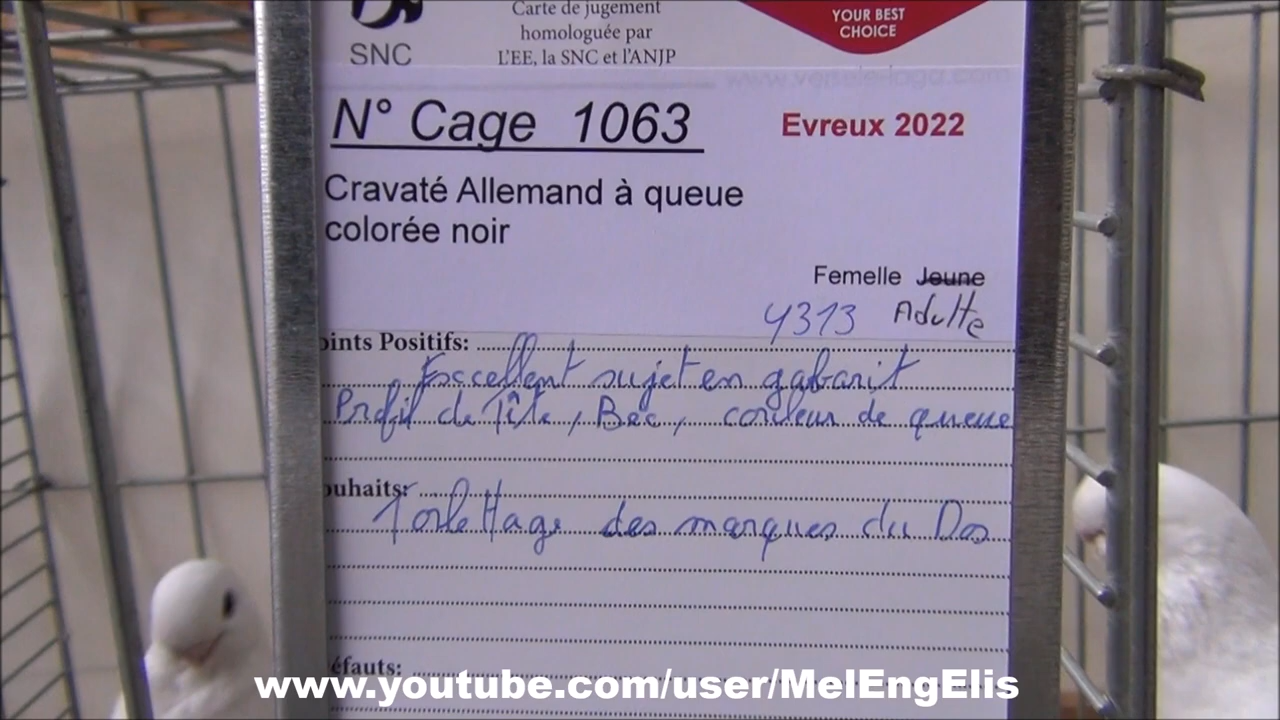 SNC
Carte de jugement
homologuée par
L'EE, la SNC et l'ANJP
YOUR BEST
CHOICE
N° Cage 1063
Evreux 2022
Cravaté Allemand à queue
colorée noir
Femelle Jeune
4313 Adulte
oints Positifs:
Excellent sujet en gabarit
Profil de Tête, Bec, couleur de queue
ouhaits:
Toilettage des marques du Dos
éfauts:
www.youtube.com/user/MelEngElis